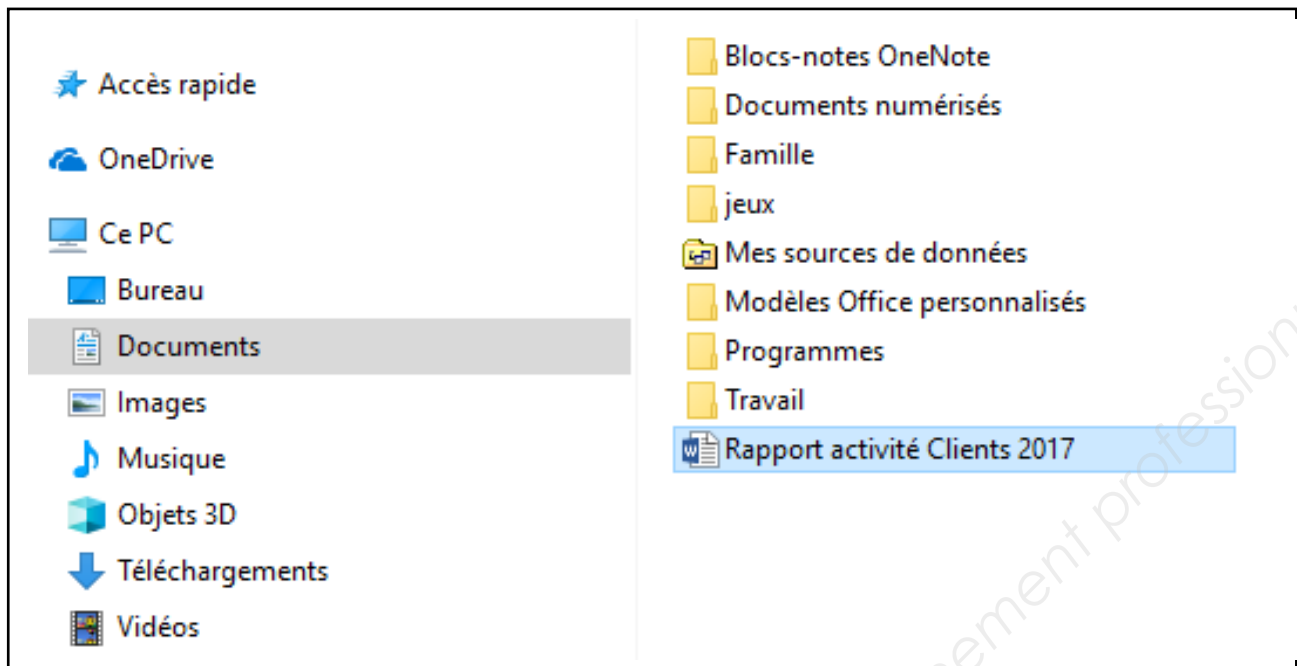 Accès rapide
OneDrive
Ce PC
Bureau
Documents
Images
Musique
Objets 3D
Téléchargements
Vidéos
Blocs-notes OneNote
Documents numérisés
Famille
jeux
Mes sources de données
Modèles Office personnalisés
Programmes
Travail
Rapport activité Clients 2017